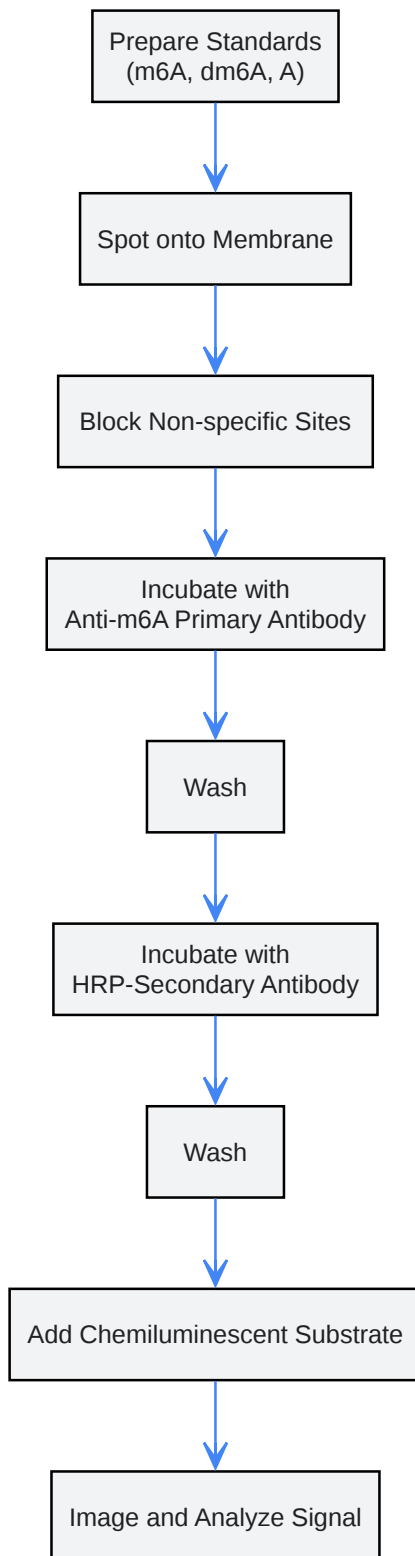 Prepare Standards
(m6A, dm6A, A)
Spot onto Membrane
Block Non-specific Sites
Incubate with
Anti-m6A Primary Antibody
Wash
Incubate with
HRP-Secondary Antibody
Wash
Add Chemiluminescent Substrate
Image and Analyze Signal